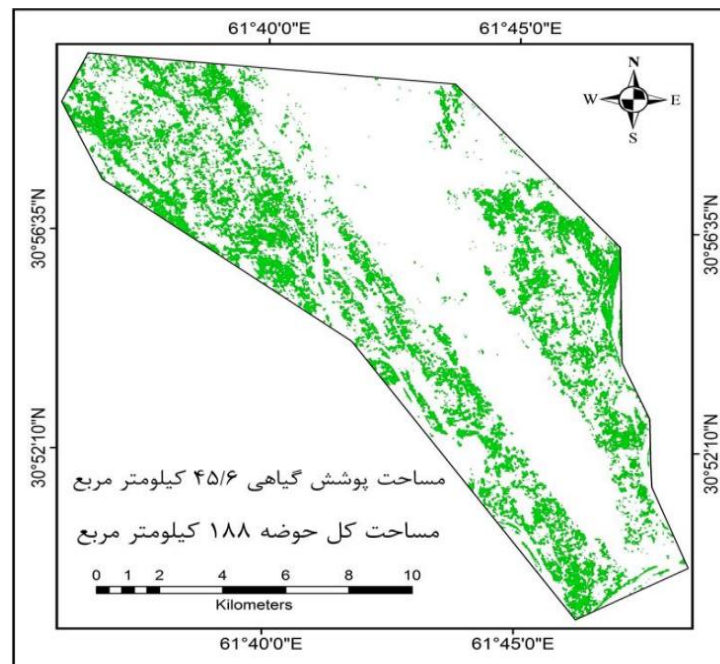 61°40'0"E 61°45'0"E
N
W E
S
30°56'35"N 30°56'35"N
30°52'10"N 30°52'10"N
مساحت پوشش گیاهی ۴۵/۶ کیلومتر مربع
مساحت کل حوضه ۱۸۸ کیلومتر مربع
0 1 2 4 6 8 10
Kilometers
61°40'0"E 61°45'0"E